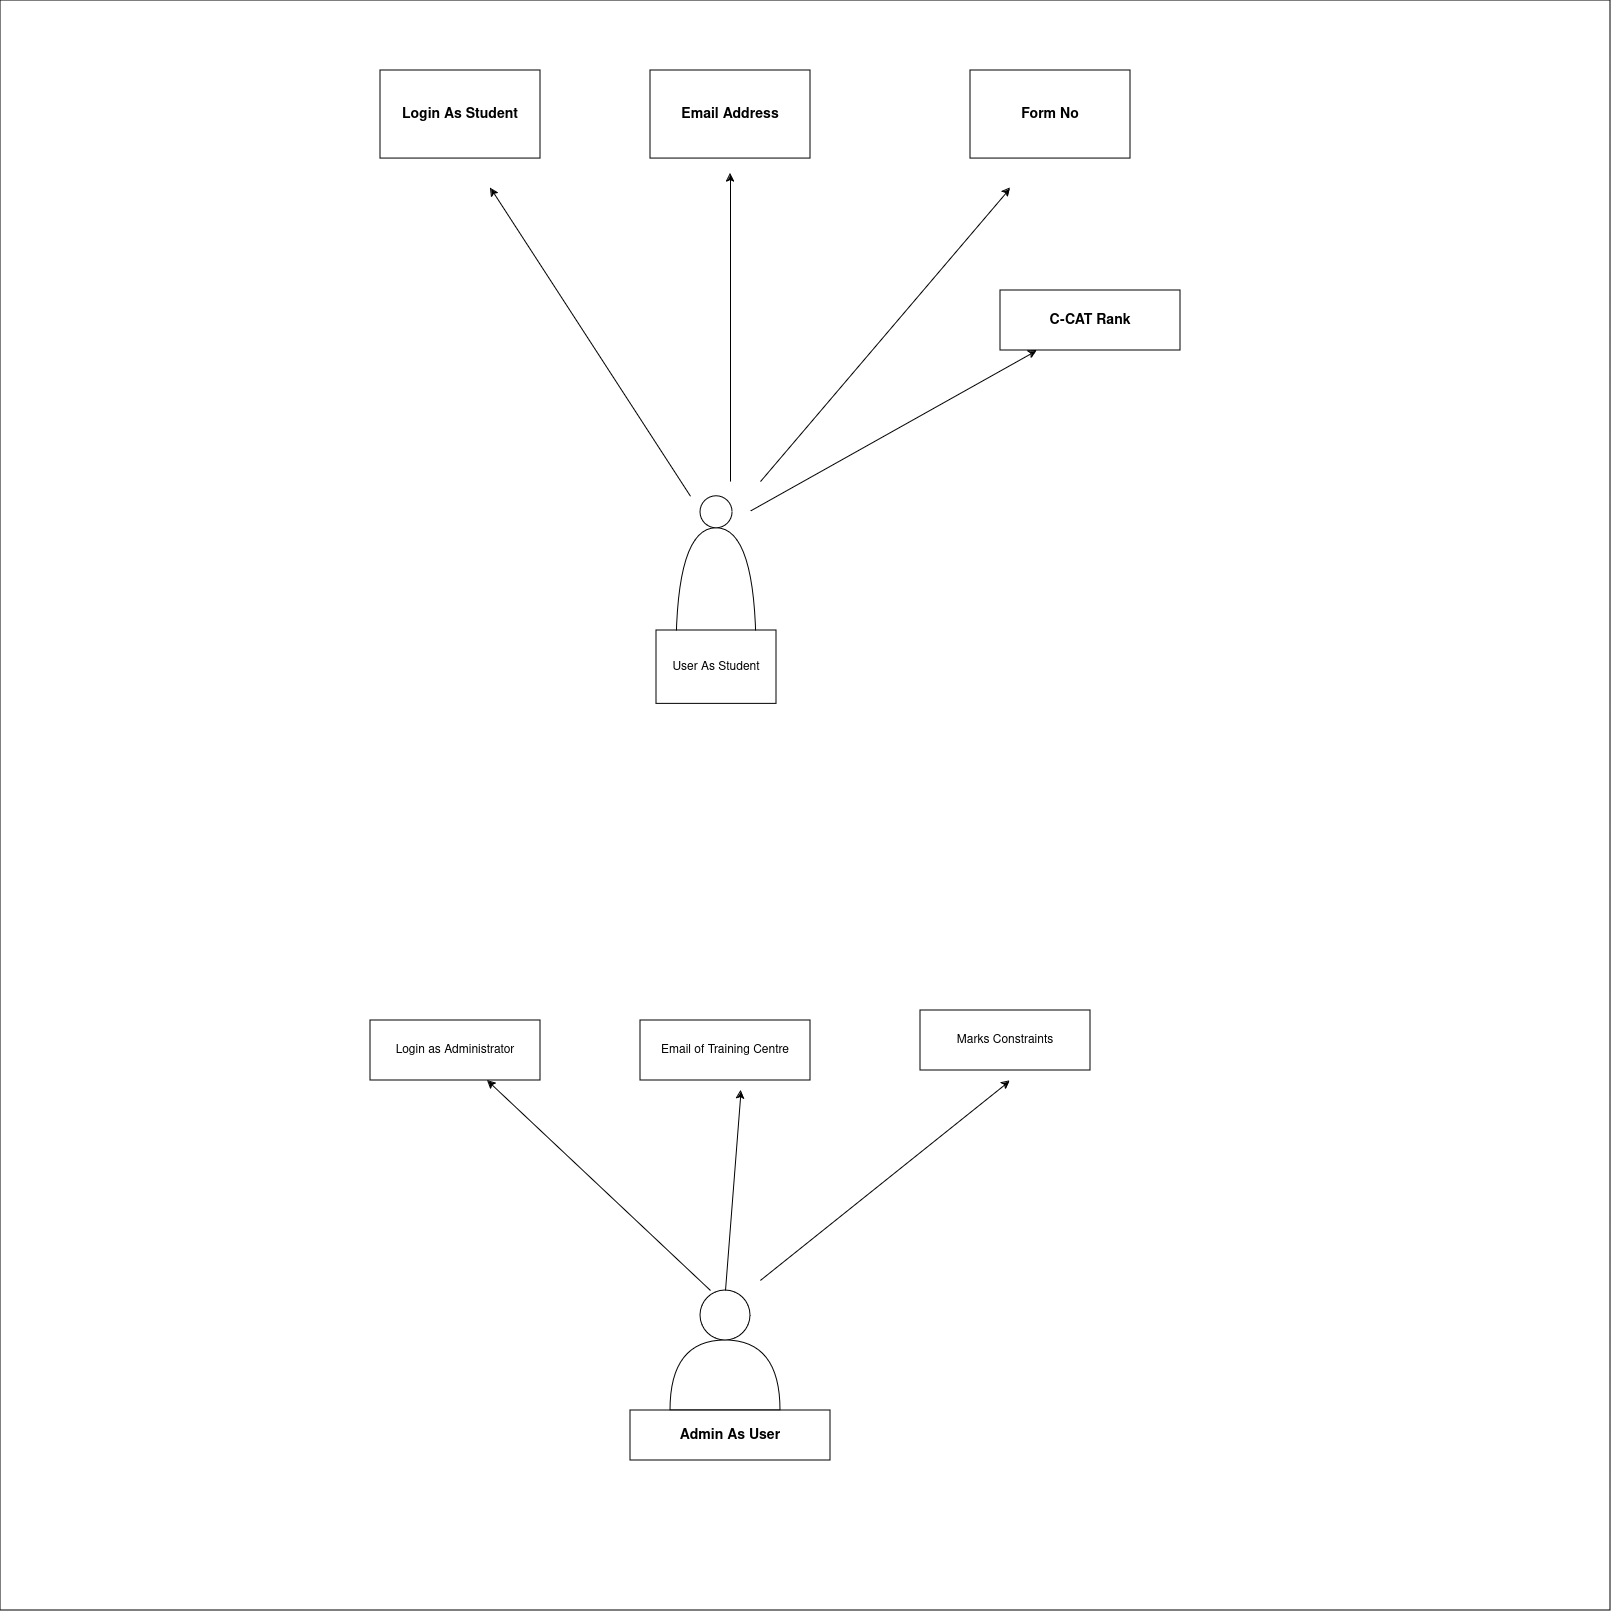 Login As Student
Email Address
Form No
C-CAT Rank
User As Student
Login as Administrator
Email of Training Centre
Marks Constraints
Admin As User